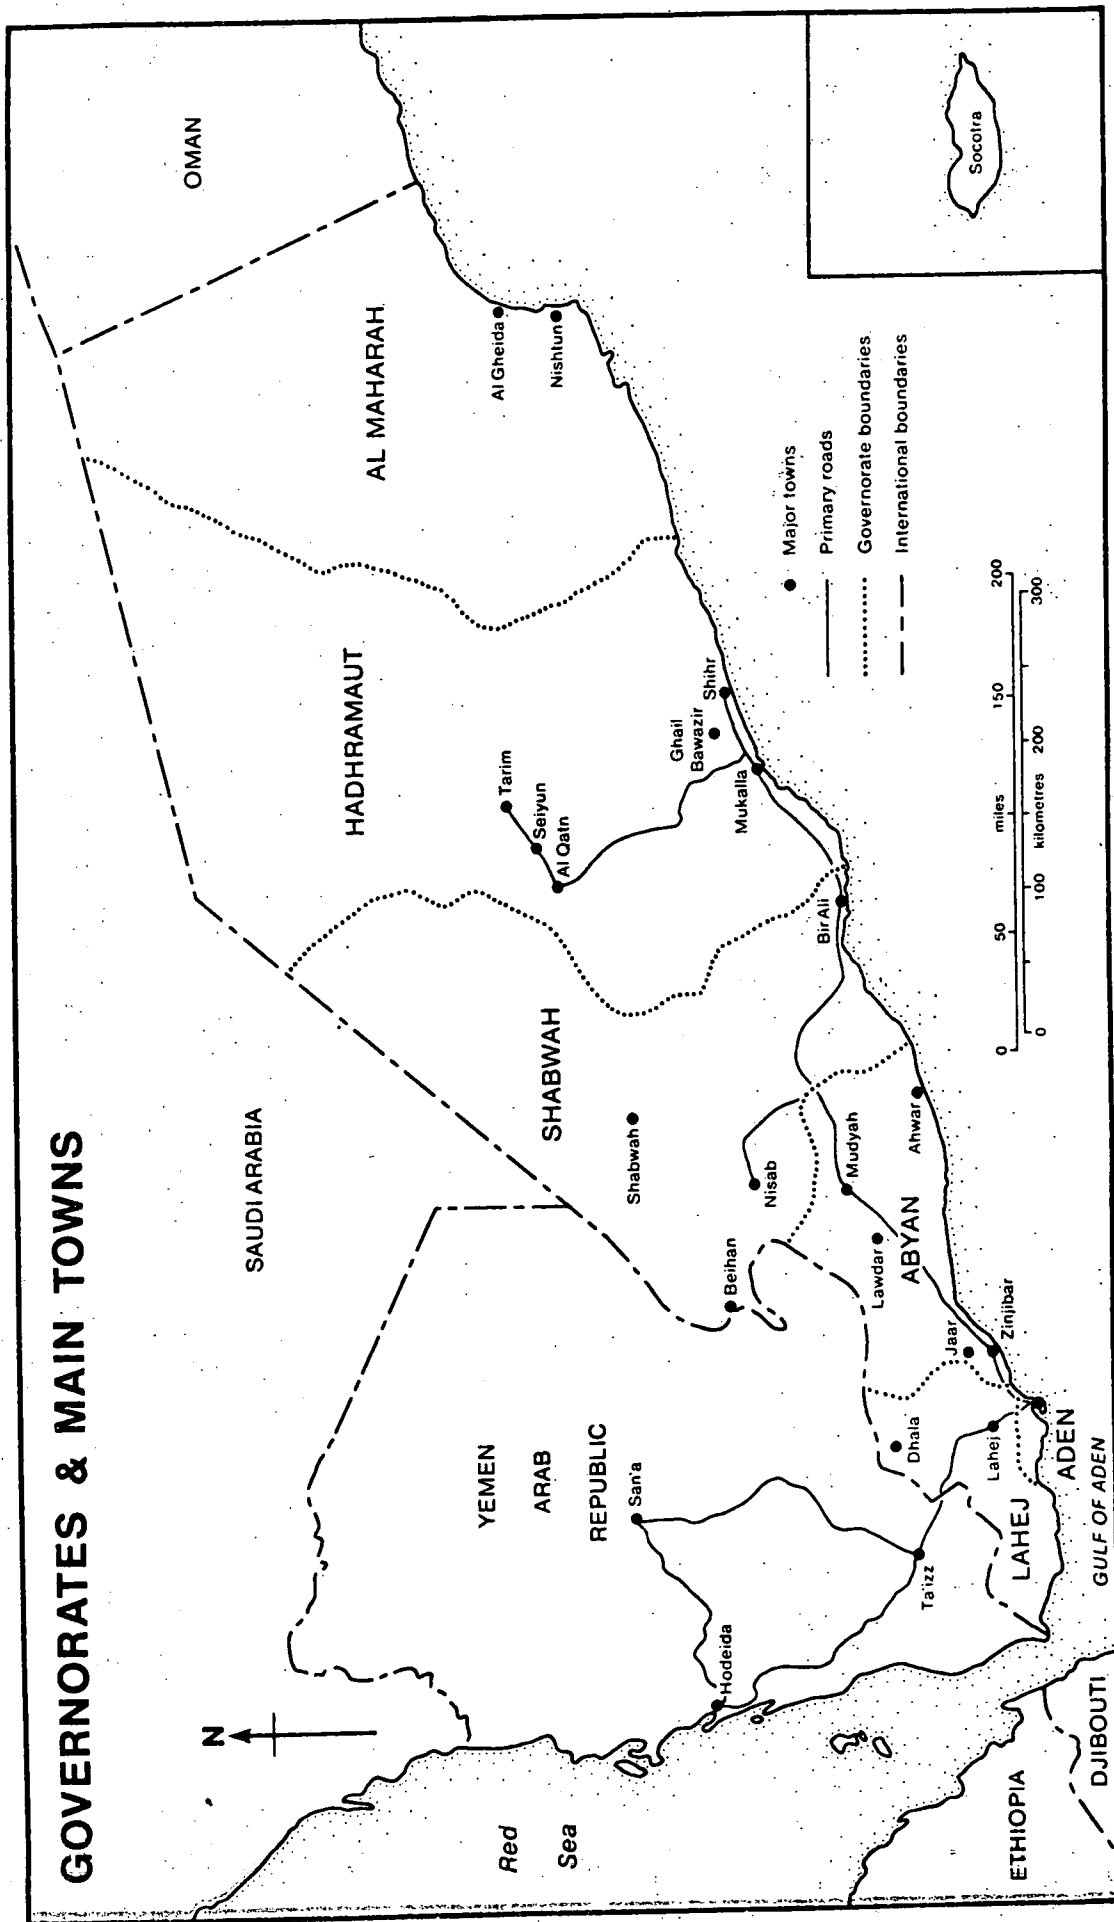 GOVERNORATES & MAIN TOWNS
N
OMAN
SAUDI ARABIA
AL MAHARAH
HADHRAMAUT
SHABWAH
YEMEN
ARAB
REPUBLIC
ABYAN
LAHEJ
ADEN
Red
Sea
ETHIOPIA
DJIBOUTI
GULF OF ADEN
Al Gheida
Nishtun
Tarim
Seiyun
Al Qatn
Ghail
Bawazir
Shihr
Mukalla
Bir Ali
Shabwah
Nisab
Beihan
Mudyah
Ahwar
Lawdar
Jaar
Zinjibar
Dhala
Lahej
San'a
Ta'izz
Hodeida
Socotra
Major towns
Primary roads
Governorate boundaries
International boundaries
0 50 miles 150 200
0 100 kilometres 200 300